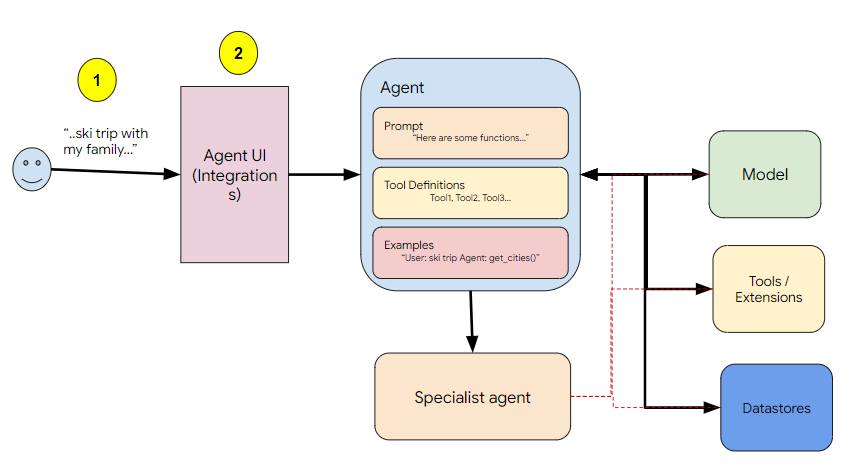 1
2
“..ski trip with
my family...”
Agent UI
(Integration
s)
Agent
Prompt
“Here are some functions...”
Tool Definitions
Tool1, Tool2, Tool3...
Examples
“User: ski trip Agent: get_cities()”
Specialist agent
Model
Tools /
Extensions
Datastores